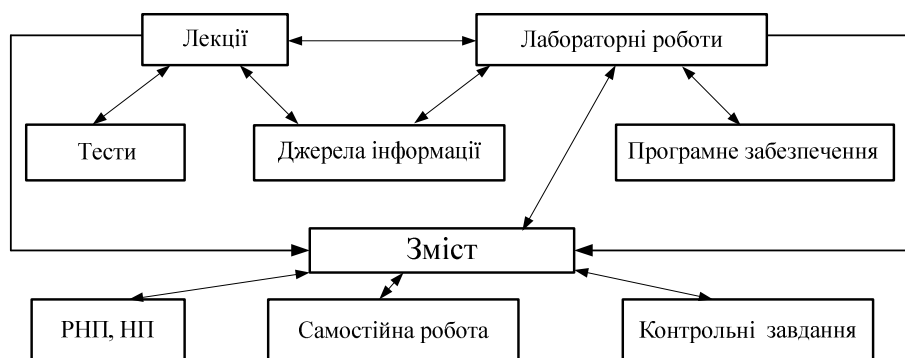 Лекції
Лабораторні роботи
Тести
Джерела інформації
Програмне забезпечення
Зміст
РНП, НП
Самостійна робота
Контрольні завдання